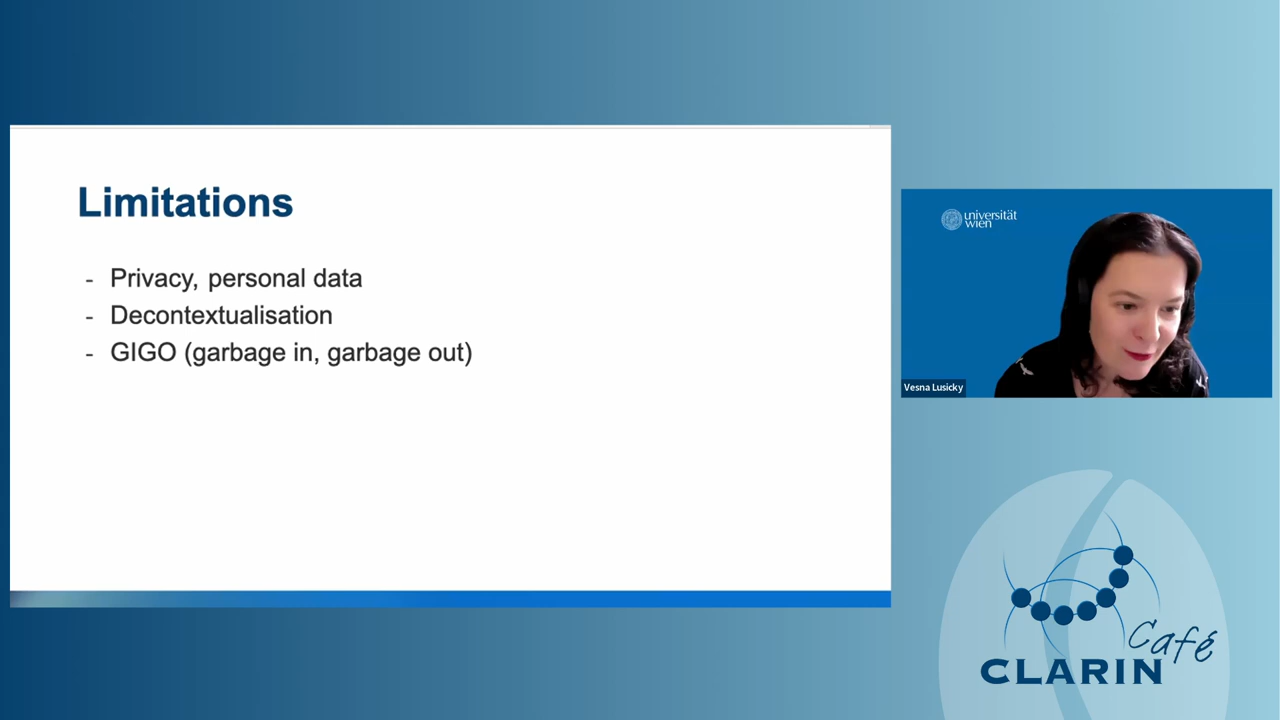 Limitations
- Privacy, personal data
- Decontextualisation
- GIGO (garbage in, garbage out)
universität
wien
Vesna Lusicky
Café
CLARIN